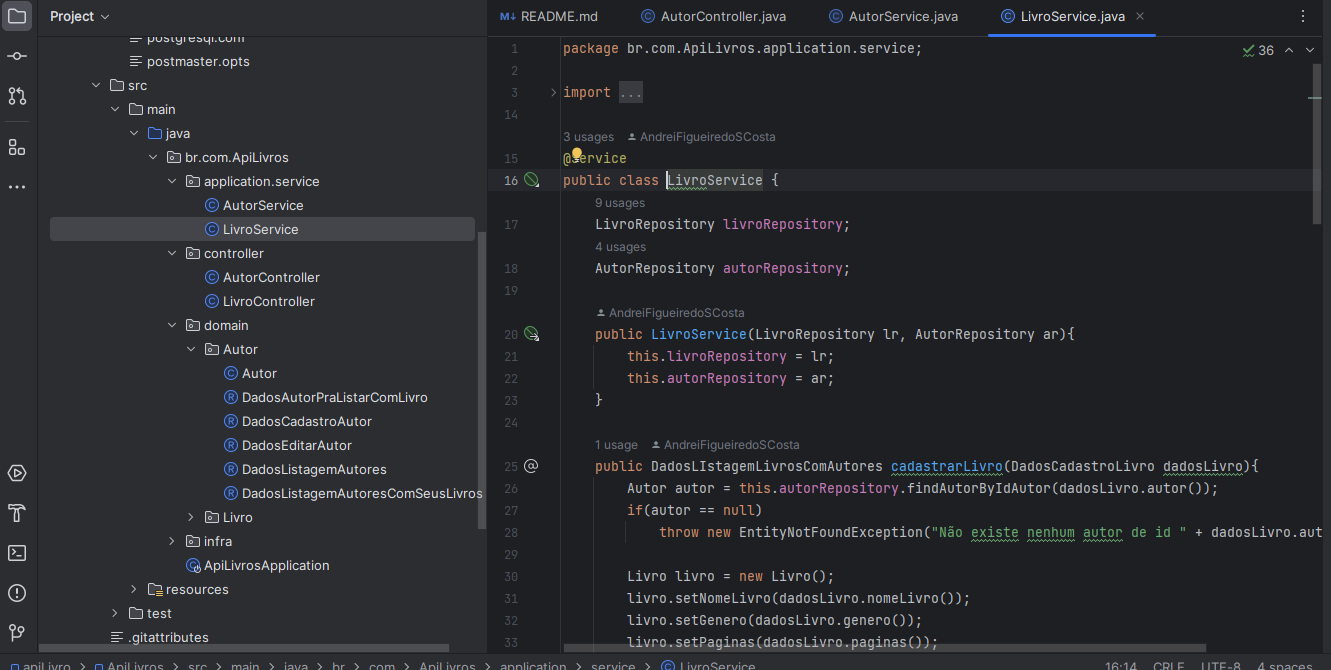 Project
postgresql.conf
postmaster.opts
src
main
java
br.com.ApiLivros
application.service
AutorService
LivroService
controller
AutorController
LivroController
domain
Autor
Autor
DadosAutorPraListarComLivro
DadosCadastroAutor
DadosEditarAutor
DadosListagemAutores
DadosListagemAutoresComSeusLivros
Livro
infra
ApiLivrosApplication
resources
test
.gitattributes
M↓ README.md
AutorController.java
AutorService.java
LivroService.java
36
1 package br.com.ApiLivros.application.service;
2
3 import ...
14
3 usages AndreiFigueiredoSCosta
15 @Service
16 public class LivroService {
9 usages
17 LivroRepository livroRepository;
4 usages
18 AutorRepository autorRepository;
19
AndreiFigueiredoSCosta
20 public LivroService(LivroRepository lr, AutorRepository ar){
21 this.livroRepository = lr;
22 this.autorRepository = ar;
23 }
24
1 usage AndreiFigueiredoSCosta
25 public DadosLIstagemLivrosComAutores cadastrarLivro(DadosCadastroLivro dadosLivro){
26 Autor autor = this.autorRepository.findAutorByIdAutor(dadosLivro.autor());
27 if(autor == null)
28 throw new EntityNotFoundException("Não existe nenhum autor de id " + dadosLivro.aut
29
30 Livro livro = new Livro();
31 livro.setNomeLivro(dadosLivro.nomeLivro());
32 livro.setGenero(dadosLivro.genero());
33 livro.setPaginas(dadosLivro.paginas());
apiLivro > ApiLivros > src > main > java > br > com > ApiLivros > application > service > LivroService
16:14 CRLF UTF-8 4 spaces